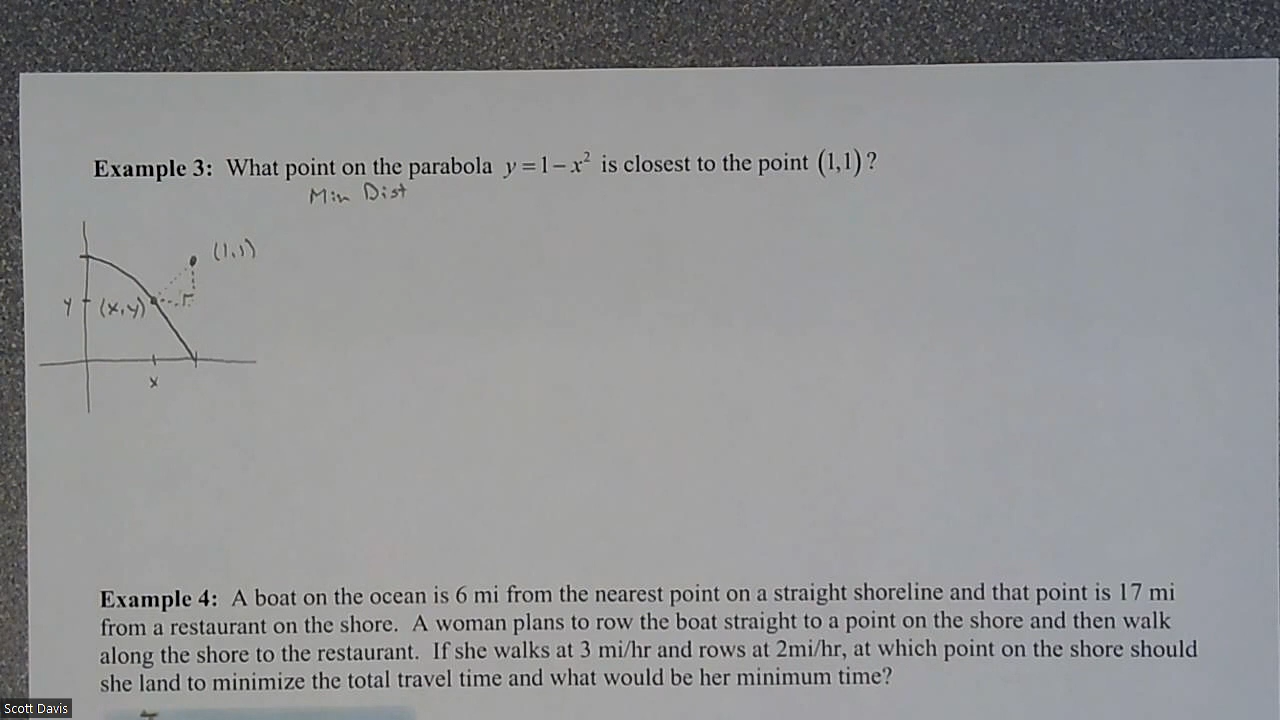 Example 3: What point on the parabola y = 1 − x² is closest to the point (1,1)?
Min Dist
(1,1)
y (x,y)
x
Example 4: A boat on the ocean is 6 mi from the nearest point on a straight shoreline and that point is 17 mi
from a restaurant on the shore. A woman plans to row the boat straight to a point on the shore and then walk
along the shore to the restaurant. If she walks at 3 mi/hr and rows at 2mi/hr, at which point on the shore should
she land to minimize the total travel time and what would be her minimum time?
Scott Davis